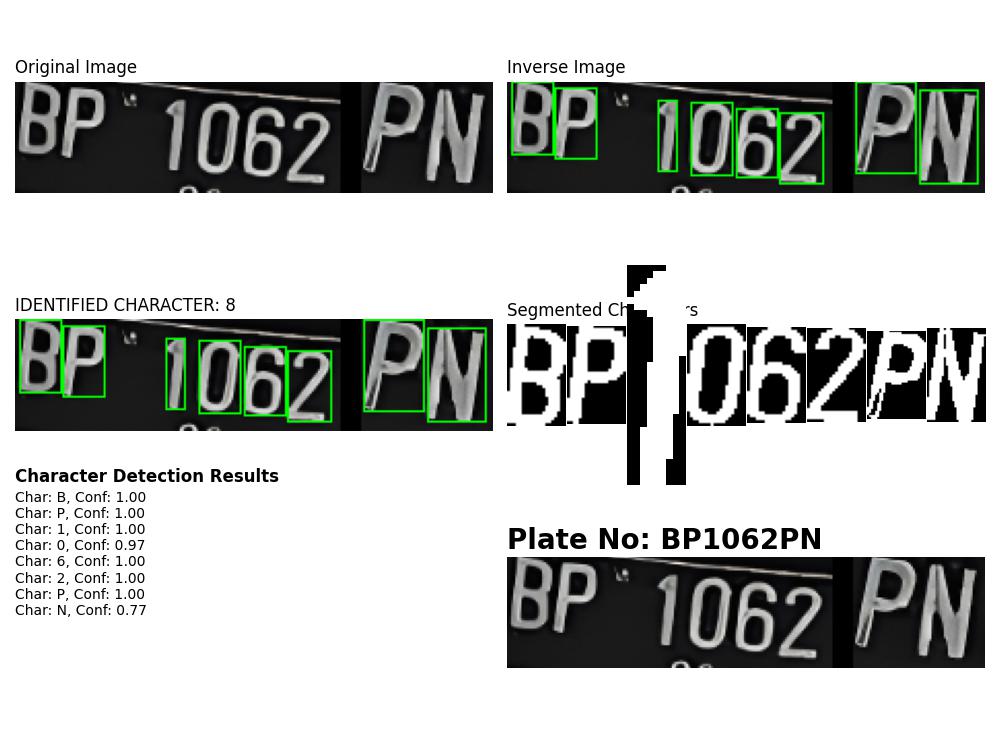 Original Image
BP 1062 PN
Inverse Image
BP 1062 PN
IDENTIFIED CHARACTER: 8
BP 1062 PN
Segmented Ch rs
BP1062PN
Character Detection Results
Char: B, Conf: 1.00
Char: P, Conf: 1.00
Char: 1, Conf: 1.00
Char: 0, Conf: 0.97
Char: 6, Conf: 1.00
Char: 2, Conf: 1.00
Char: P, Conf: 1.00
Char: N, Conf: 0.77
Plate No: BP1062PN
BP 1062 PN